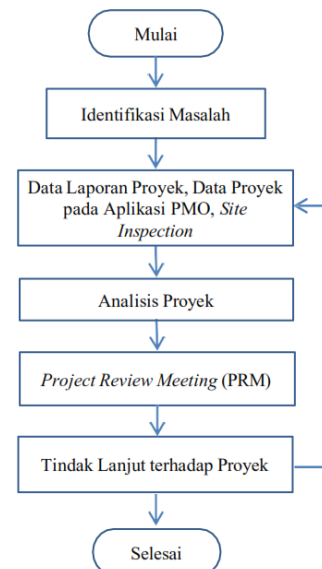 Mulai
Identifikasi Masalah
Data Laporan Proyek, Data Proyek
pada Aplikasi PMO, Site
Inspection
Analisis Proyek
Project Review Meeting (PRM)
Tindak Lanjut terhadap Proyek
Selesai